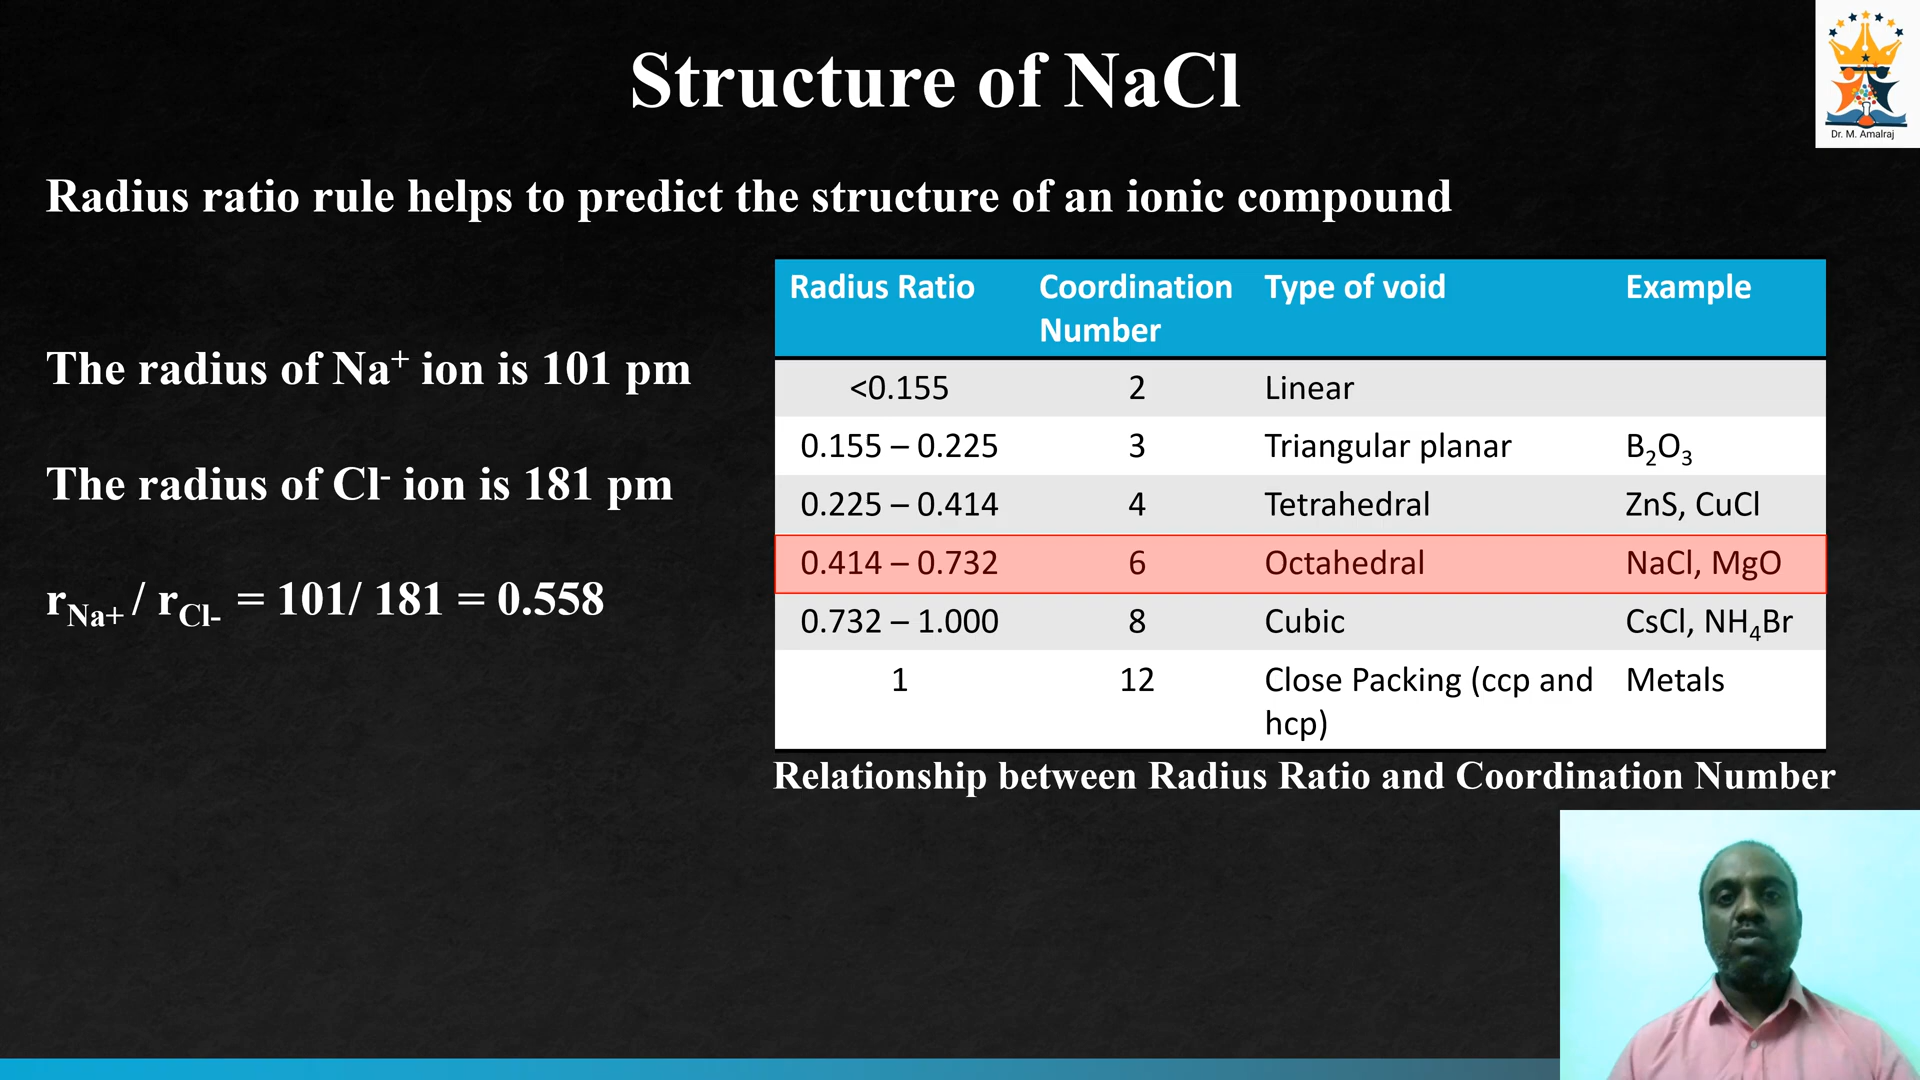 Structure of NaCl
Dr. M. Amalraj
Radius ratio rule helps to predict the structure of an ionic compound
The radius of Na⁺ ion is 101 pm
The radius of Cl⁻ ion is 181 pm
r_Na+ / r_Cl- = 101/ 181 = 0.558
Radius Ratio Coordination Number Type of void Example
<0.155 2 Linear
0.155 – 0.225 3 Triangular planar B₂O₃
0.225 – 0.414 4 Tetrahedral ZnS, CuCl
0.414 – 0.732 6 Octahedral NaCl, MgO
0.732 – 1.000 8 Cubic CsCl, NH₄Br
1 12 Close Packing (ccp and hcp) Metals
Relationship between Radius Ratio and Coordination Number